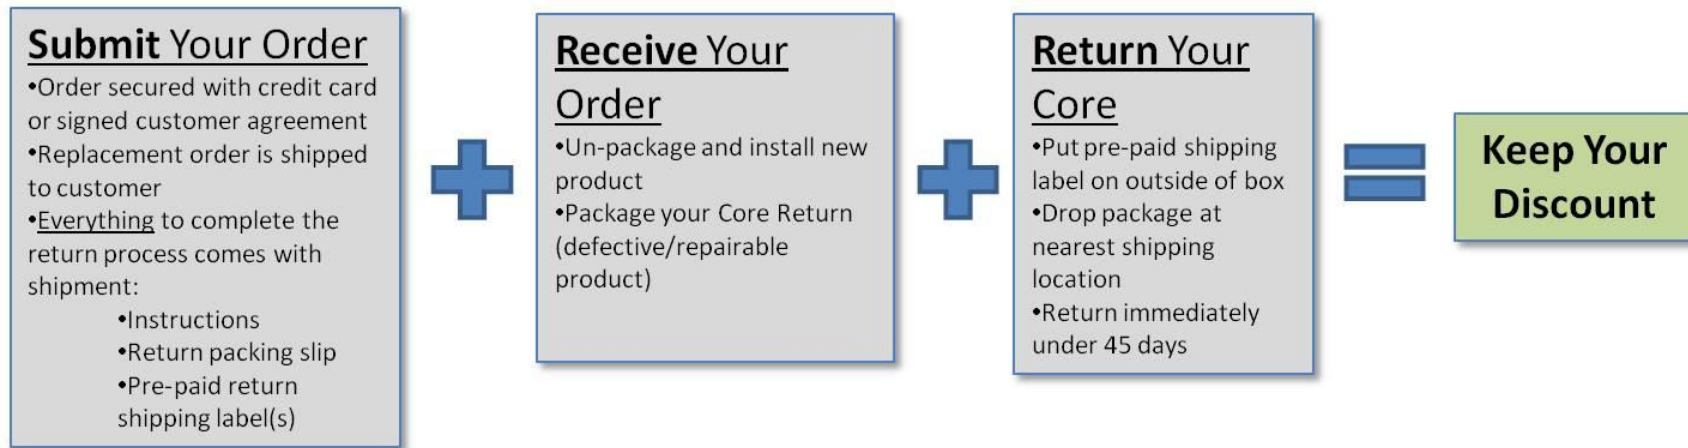 Submit Your Order
•Order secured with credit card
or signed customer agreement
•Replacement order is shipped
to customer
•Everything to complete the
return process comes with
shipment:
•Instructions
•Return packing slip
•Pre-paid return
shipping label(s)
Receive Your
Order
•Un-package and install new
product
•Package your Core Return
(defective/repairable
product)
Return Your
Core
•Put pre-paid shipping
label on outside of box
•Drop package at
nearest shipping
location
•Return immediately
under 45 days
Keep Your
Discount